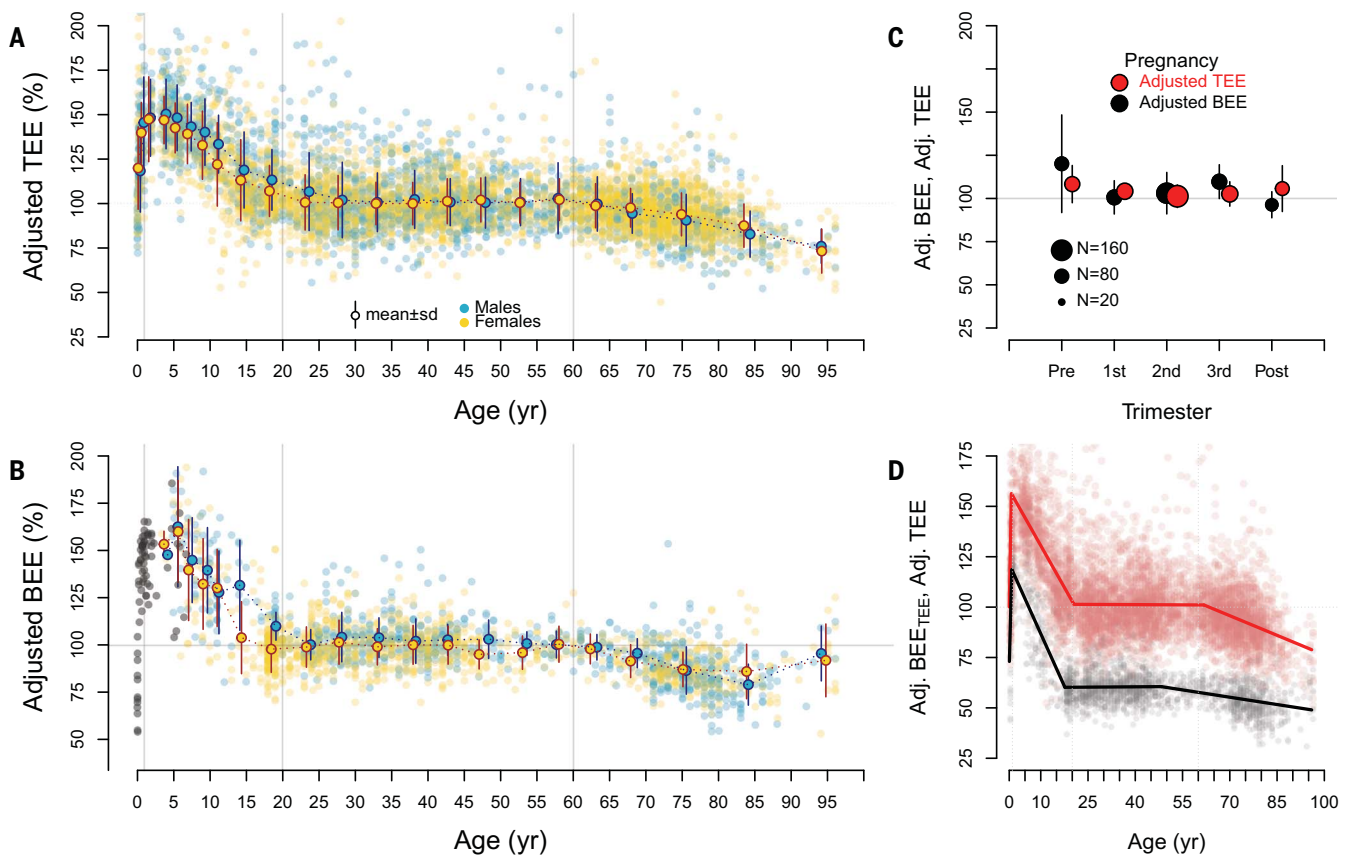 A
Adjusted TEE (%)
200
175
150
125
100
75
50
25
mean±sd
Males
Females
0 5 10 15 20 25 30 35 40 45 50 55 60 65 70 75 80 85 90 95
Age (yr)
C
Adj. BEE, Adj. TEE
200
150
100
75
50
25
Pregnancy
Adjusted TEE
Adjusted BEE
N=160
N=80
N=20
Pre 1st 2nd 3rd Post
Trimester
B
Adjusted BEE (%)
200
175
150
125
100
75
50
0 5 10 15 20 25 30 35 40 45 50 55 60 65 70 75 80 85 90 95
Age (yr)
D
Adj. BEETEE, Adj. TEE
175
150
125
100
75
50
25
0 10 25 40 55 70 85 100
Age (yr)